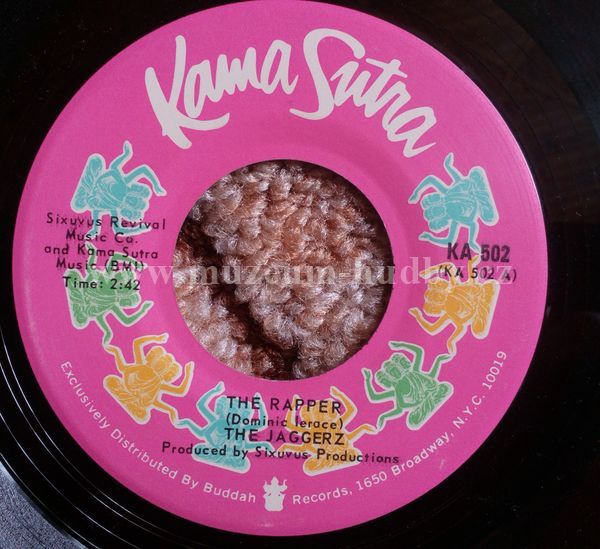 Kama Sutra
Sixuvus Revival
Music Co.
and Kama Sutra
Music (BMI)
Time: 2:42
KA 502
(KA 502 A)
THE RAPPER
(Dominic Ierace)
THE JAGGERZ
Produced by Sixuvus Productions
Exclusively Distributed By Buddah Records, 1650 Broadway, N.Y.C. 10019